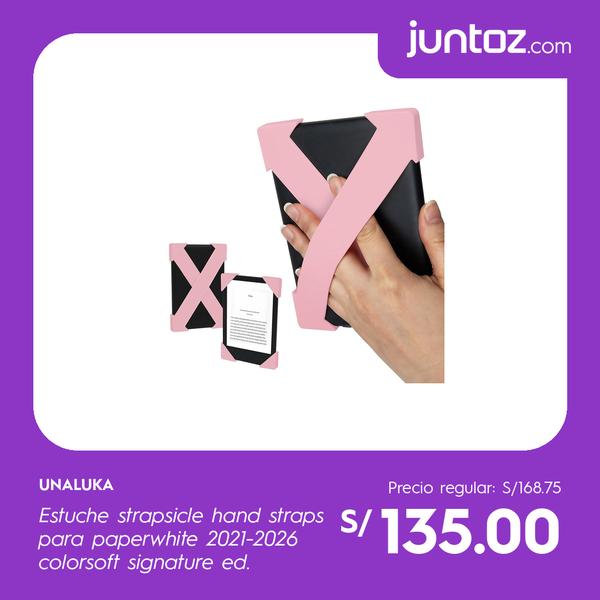 juntoz.com
UNALUKA
Estuche strapsicle hand straps
para paperwhite 2021-2026
colorsoft signature ed.
Precio regular: S/168.75
S/135.00